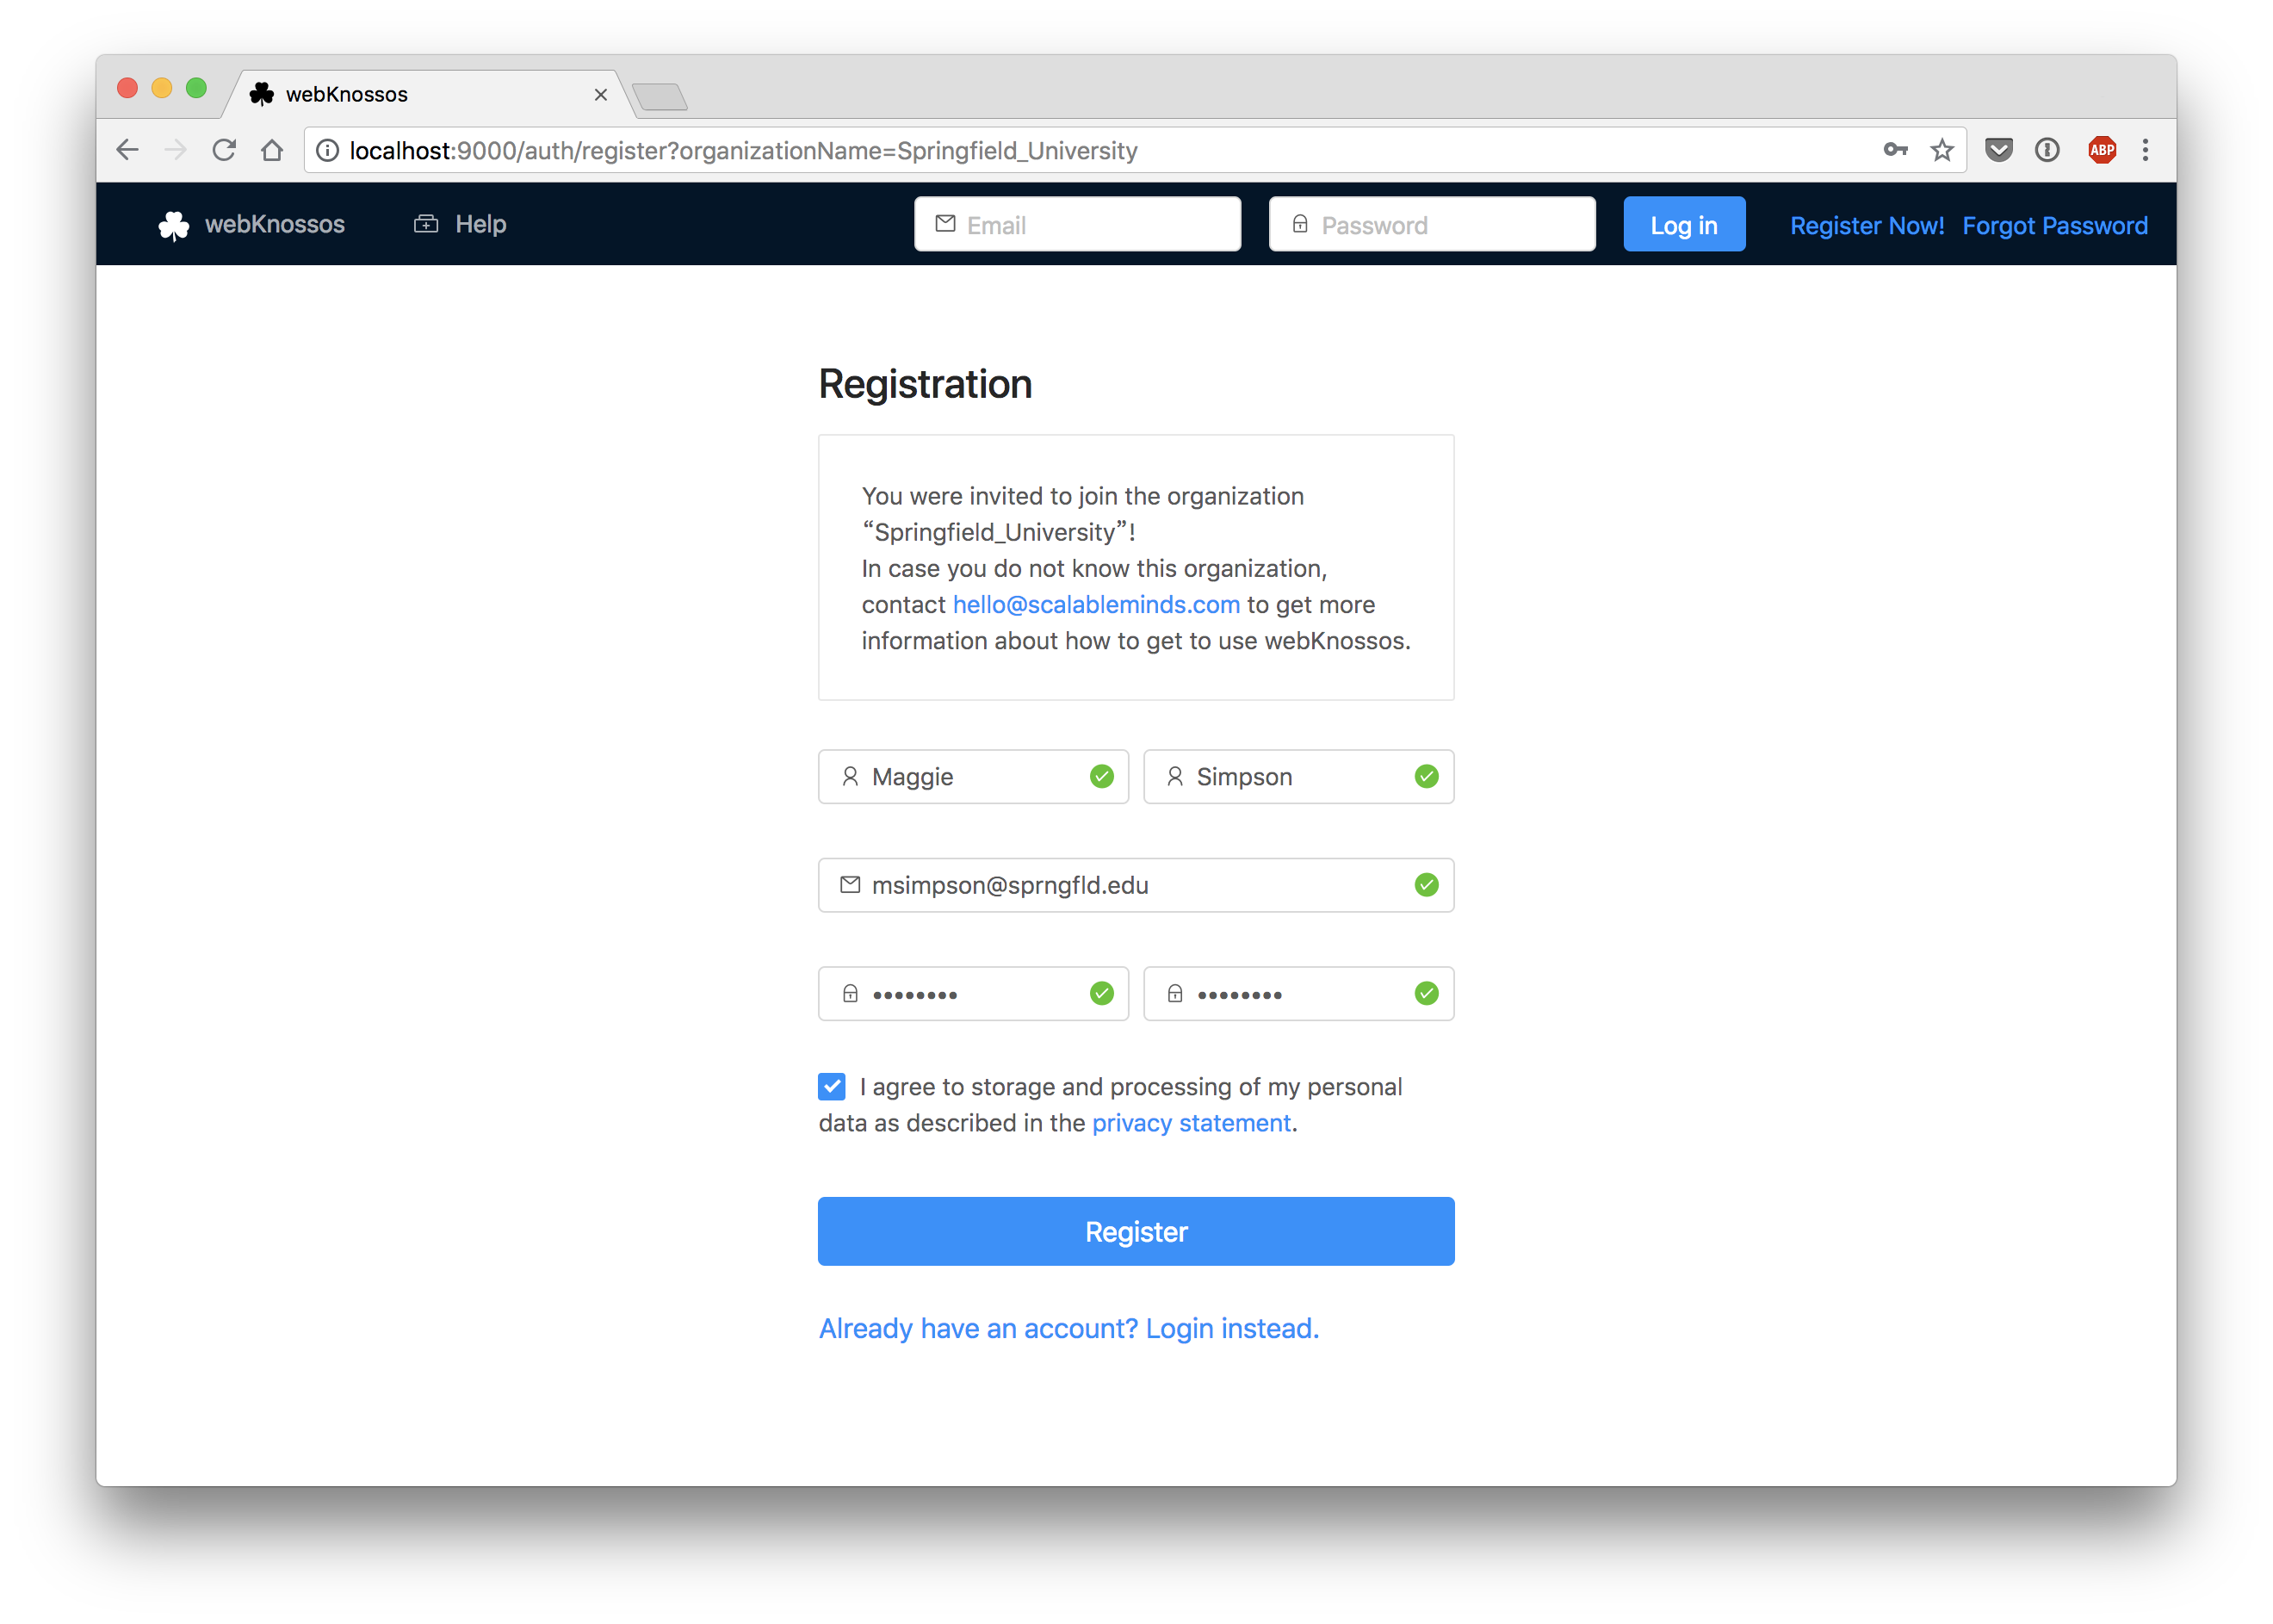 webKnossos
localhost:9000/auth/register?organizationName=Springfield_University
ABP
webKnossos Help Email Password Log in Register Now! Forgot Password
Registration
You were invited to join the organization
“Springfield_University”!
In case you do not know this organization,
contact hello@scalableminds.com to get more
information about how to get to use webKnossos.
Maggie Simpson
msimpson@sprngfld.edu
•••••••• ••••••••
I agree to storage and processing of my personal
data as described in the privacy statement.
Register
Already have an account? Login instead.